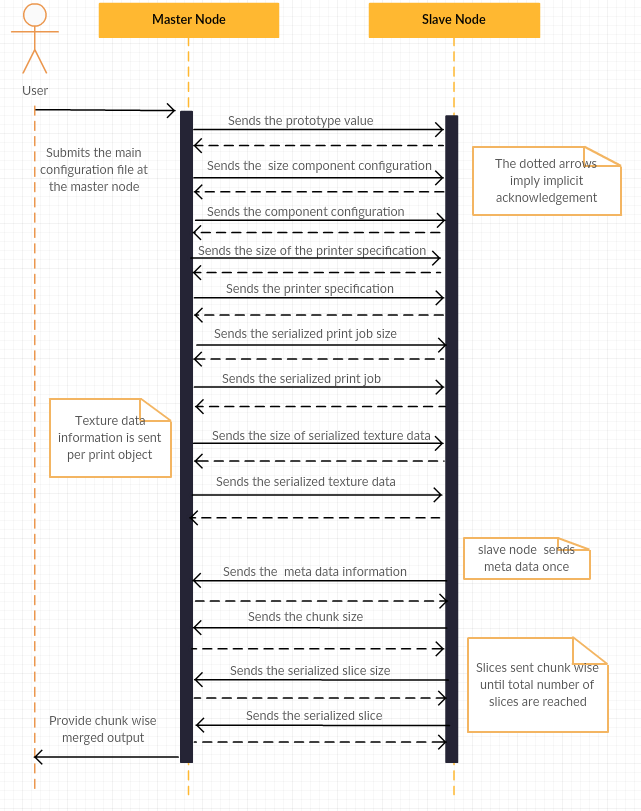 Master Node
Slave Node
User
Sends the prototype value
Submits the main
configuration file at
the master node
Sends the  size component configuration
The dotted arrows
imply implicit
acknowledgement
Sends the component configuration
Sends the size of the printer specification
Sends the printer specification
Sends the serialized print job size
Sends the serialized print job
Texture data
information is sent
per print object
Sends the size of serialized texture data
Sends the serialized texture data
slave node  sends
meta data once
Sends the  meta data information
Sends the chunk size
Slices sent chunk wise
until total number of
slices are reached
Sends the serialized slice size
Sends the serialized slice
Provide chunk wise
merged output